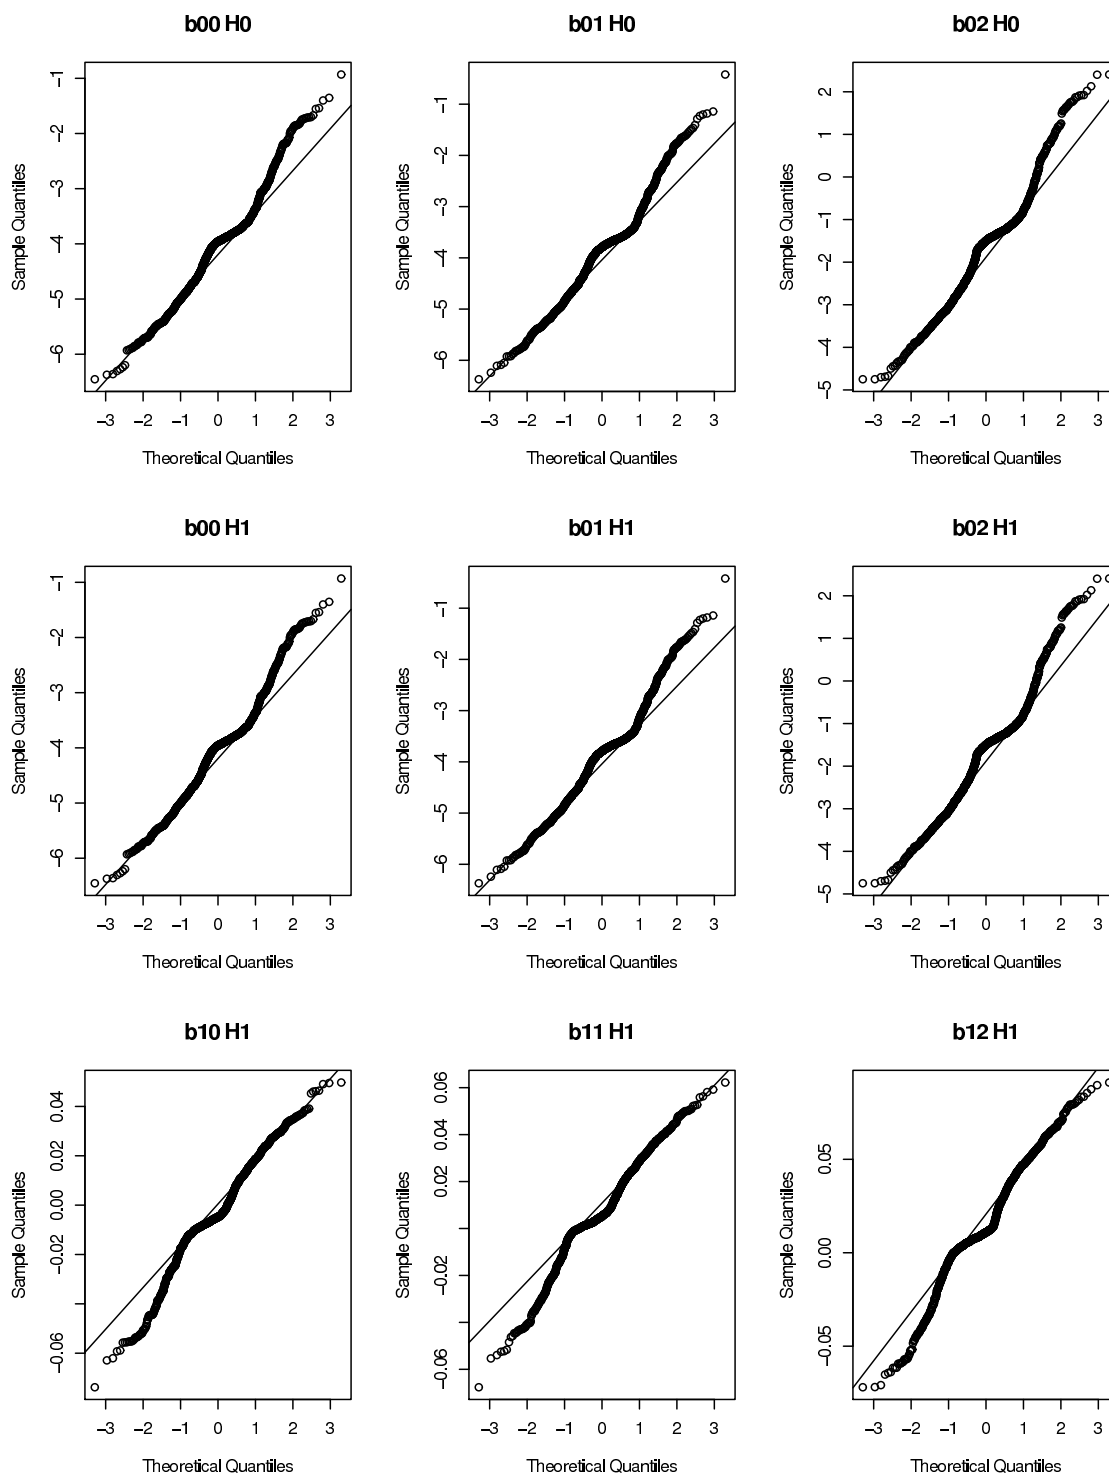 b00 H0
b01 H0
b02 H0
Sample Quantiles
-1
-2
-3
-4
-5
-6
Sample Quantiles
-1
-2
-3
-4
-5
-6
Sample Quantiles
2
1
0
-1
-2
-3
-4
-5
-3 -2 -1 0 1 2 3
-3 -2 -1 0 1 2 3
-3 -2 -1 0 1 2 3
Theoretical Quantiles
Theoretical Quantiles
Theoretical Quantiles
b00 H1
b01 H1
b02 H1
Sample Quantiles
-1
-2
-3
-4
-5
-6
Sample Quantiles
-1
-2
-3
-4
-5
-6
Sample Quantiles
2
1
0
-1
-2
-3
-4
-5
-3 -2 -1 0 1 2 3
-3 -2 -1 0 1 2 3
-3 -2 -1 0 1 2 3
Theoretical Quantiles
Theoretical Quantiles
Theoretical Quantiles
b10 H1
b11 H1
b12 H1
Sample Quantiles
0.04
0.02
0.00
-0.02
-0.06
Sample Quantiles
0.06
0.04
0.02
-0.02
-0.06
Sample Quantiles
0.05
0.00
-0.05
-3 -2 -1 0 1 2 3
-3 -2 -1 0 1 2 3
-3 -2 -1 0 1 2 3
Theoretical Quantiles
Theoretical Quantiles
Theoretical Quantiles